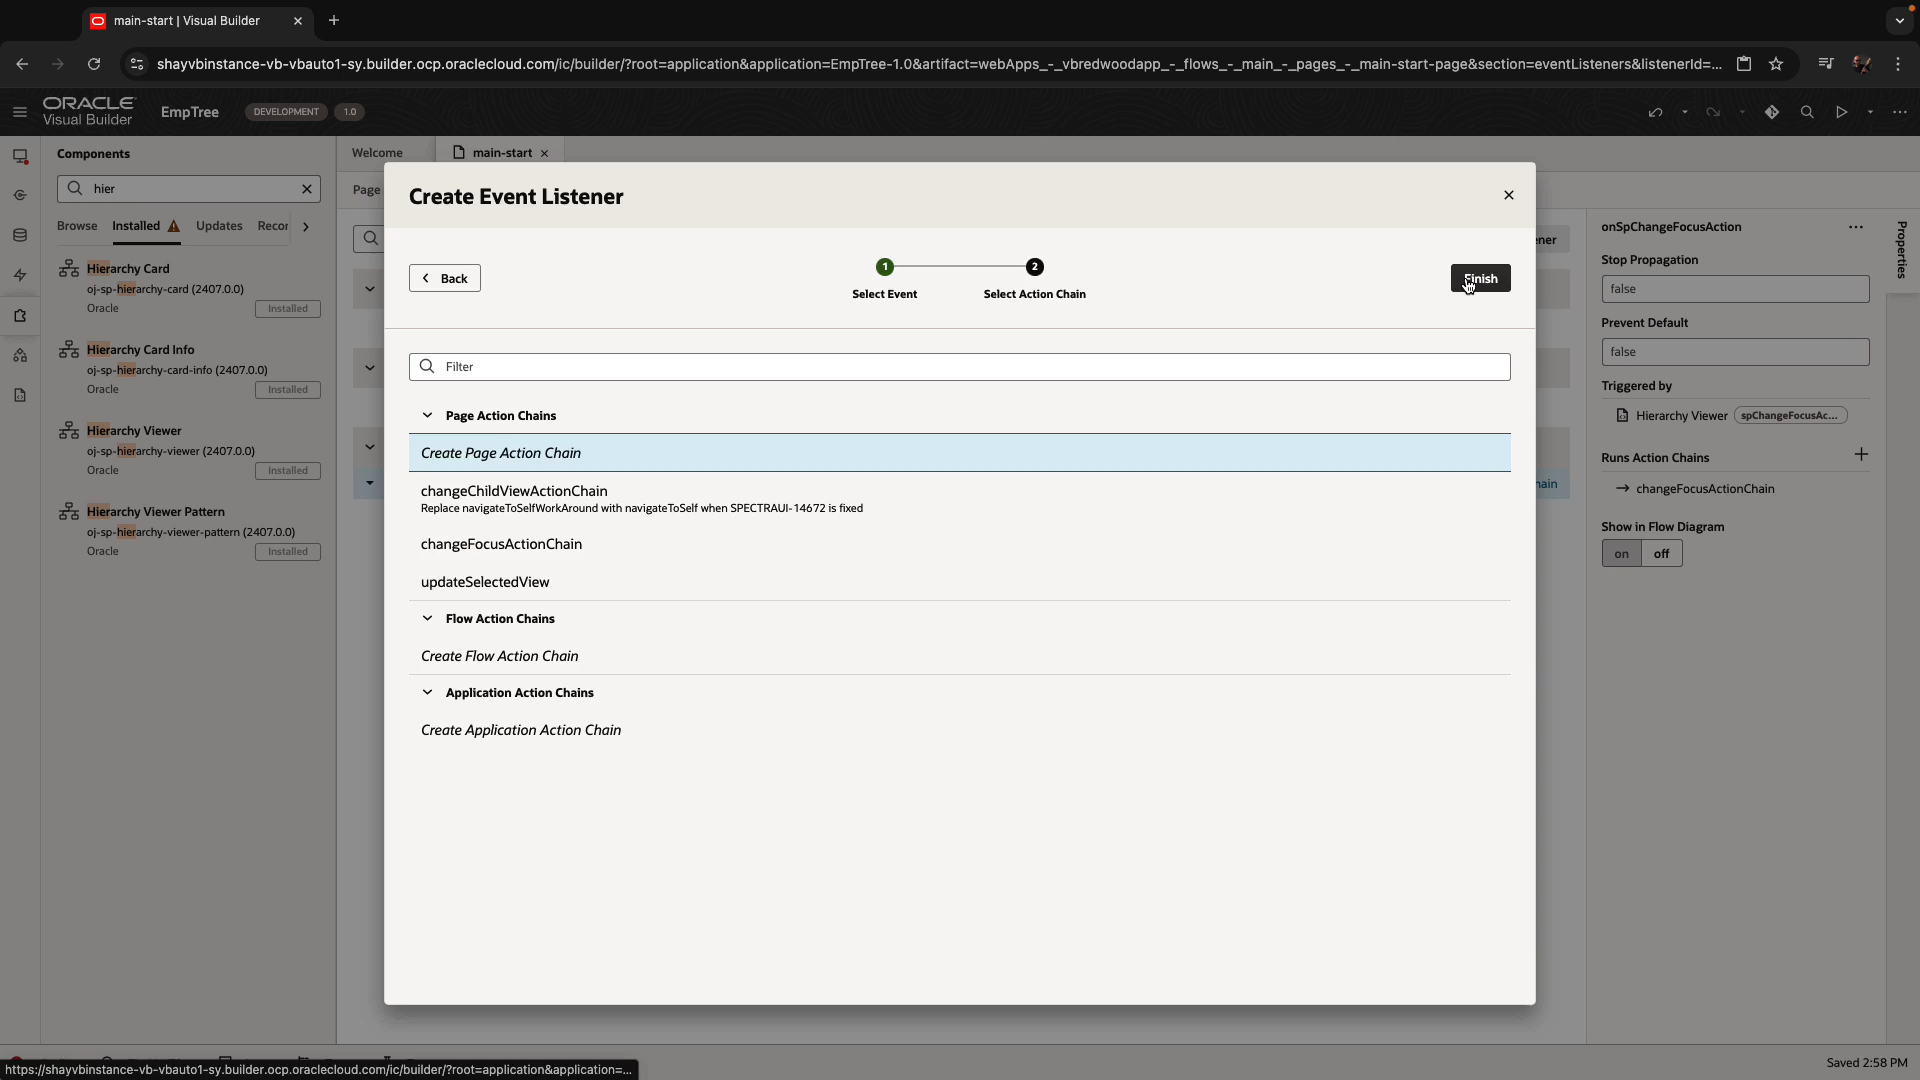 main-start | Visual Builder
shayvbinstance-vb-vbauto1-sy.builder.ocp.oraclecloud.com/ic/builder/?root=application&application=EmpTree-1.0&artifact=webApps_-_vbredwoodapp_-_flows_-_main_-_pages_-_main-start-page&section=eventListeners&listenerId=...
ORACLE
Visual Builder
EmpTree
DEVELOPMENT
1.0
Components
hier
Browse
Installed
Updates
Recor
Hierarchy Card
oj-sp-hierarchy-card (2407.0.0)
Oracle
Installed
Hierarchy Card Info
oj-sp-hierarchy-card-info (2407.0.0)
Oracle
Installed
Hierarchy Viewer
oj-sp-hierarchy-viewer (2407.0.0)
Oracle
Installed
Hierarchy Viewer Pattern
oj-sp-hierarchy-viewer-pattern (2407.0.0)
Oracle
Installed
Welcome
main-start
Page
Create Event Listener
Back
1
2
Select Event
Select Action Chain
Finish
Filter
Page Action Chains
Create Page Action Chain
changeChildViewActionChain
Replace navigateToSelfWorkAround with navigateToSelf when SPECTRAUI-14672 is fixed
changeFocusActionChain
updateSelectedView
Flow Action Chains
Create Flow Action Chain
Application Action Chains
Create Application Action Chain
ener
hain
onSpChangeFocusAction
Stop Propagation
false
Prevent Default
false
Triggered by
Hierarchy Viewer
spChangeFocusAc...
Runs Action Chains
changeFocusActionChain
Show in Flow Diagram
on
off
Properties
https://shayvbinstance-vb-vbauto1-sy.builder.ocp.oraclecloud.com/ic/builder/?root=application&application=...
Saved 2:58 PM